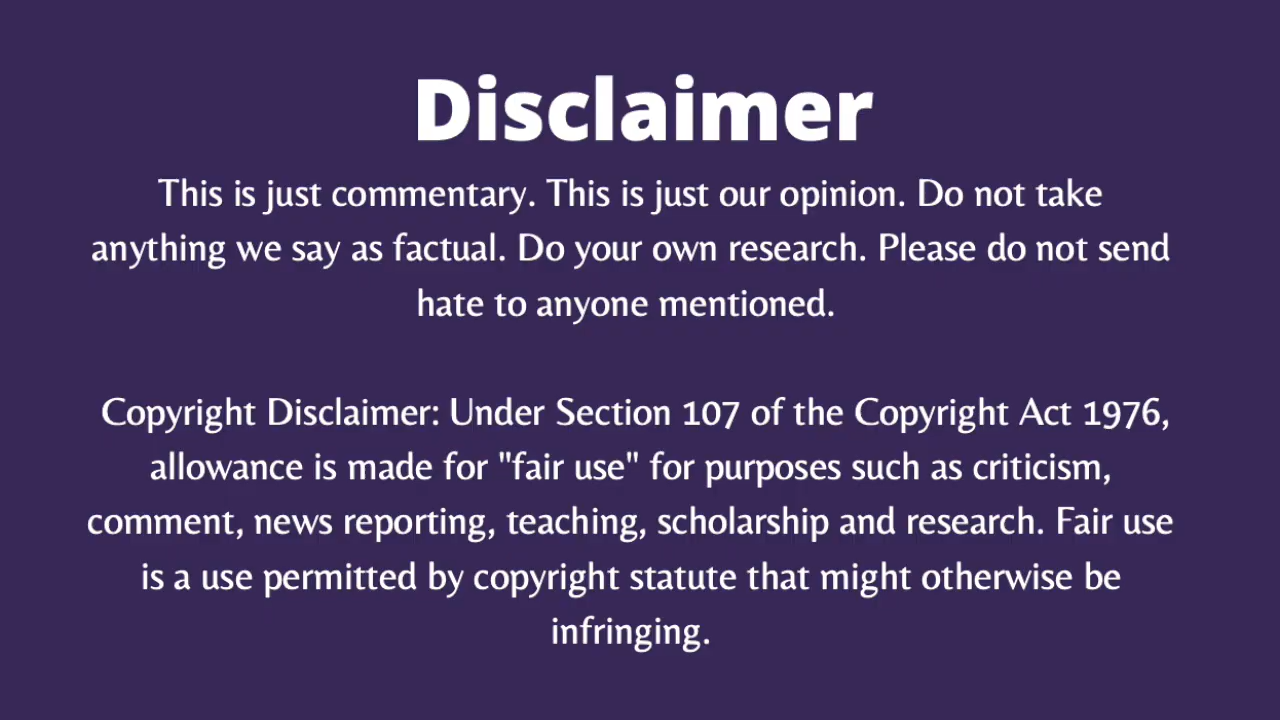 Disclaimer
This is just commentary. This is just our opinion. Do not take
anything we say as factual. Do your own research. Please do not send
hate to anyone mentioned.
Copyright Disclaimer: Under Section 107 of the Copyright Act 1976,
allowance is made for "fair use" for purposes such as criticism,
comment, news reporting, teaching, scholarship and research. Fair use
is a use permitted by copyright statute that might otherwise be
infringing.